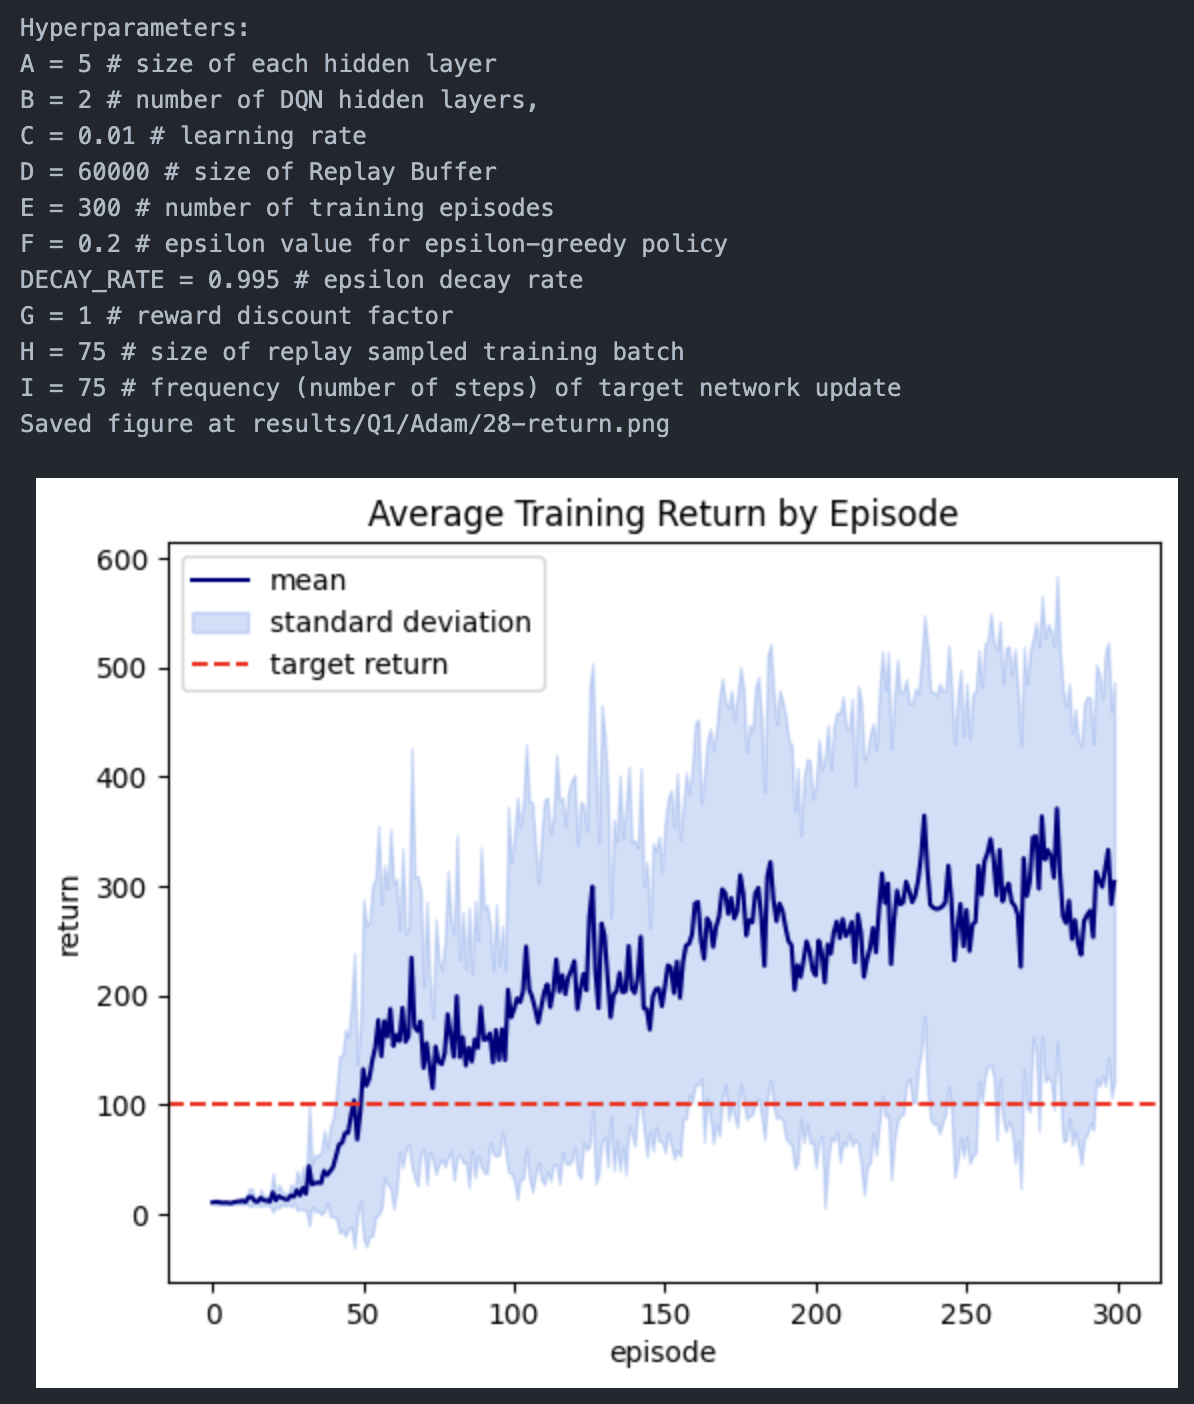 Hyperparameters:
A = 5 # size of each hidden layer
B = 2 # number of DQN hidden layers,
C = 0.01 # learning rate
D = 60000 # size of Replay Buffer
E = 300 # number of training episodes
F = 0.2 # epsilon value for epsilon-greedy policy
DECAY_RATE = 0.995 # epsilon decay rate
G = 1 # reward discount factor
H = 75 # size of replay sampled training batch
I = 75 # frequency (number of steps) of target network update
Saved figure at results/Q1/Adam/28-return.png
Average Training Return by Episode
mean
standard deviation
target return
600
500
400
300
200
100
0
return
0 50 100 150 200 250 300
episode